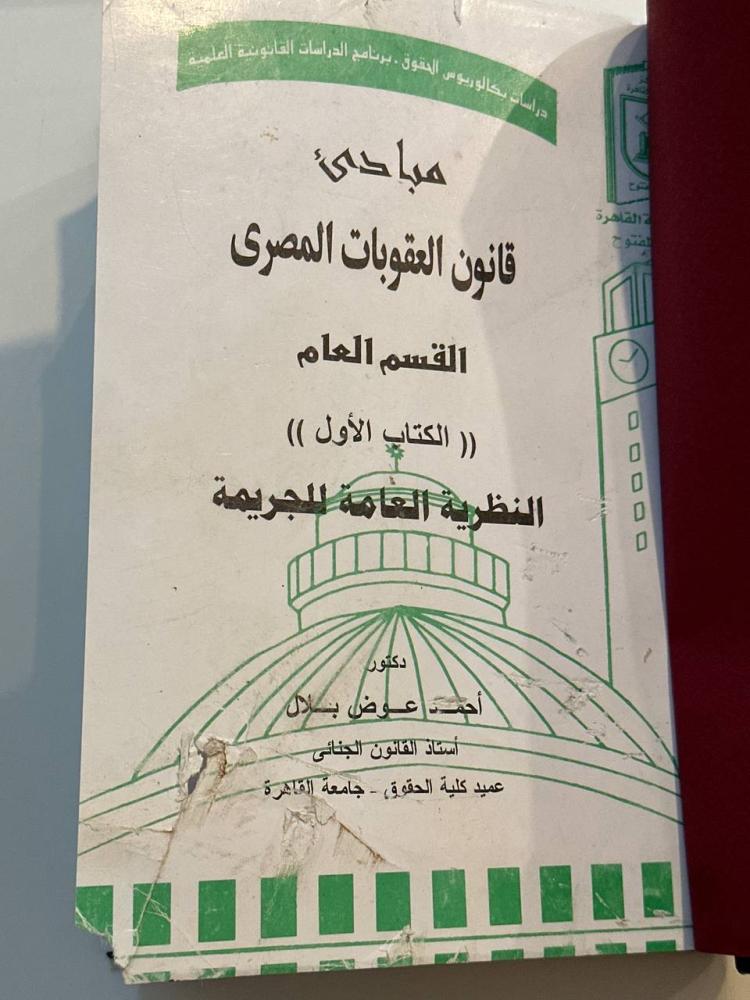 دراسات بكالوريوس الحقوق . برنامج الدراسات القانونية العلمية
مبادئ
قانون العقوبات المصرى
القسم العام
(( الكتاب الأول ))
النظرية العامة للجريمة
دكتور
أحمد عوض بلال
أستاذ القانون الجنائى
عميد كلية الحقوق - جامعة القاهرة
القاهرة